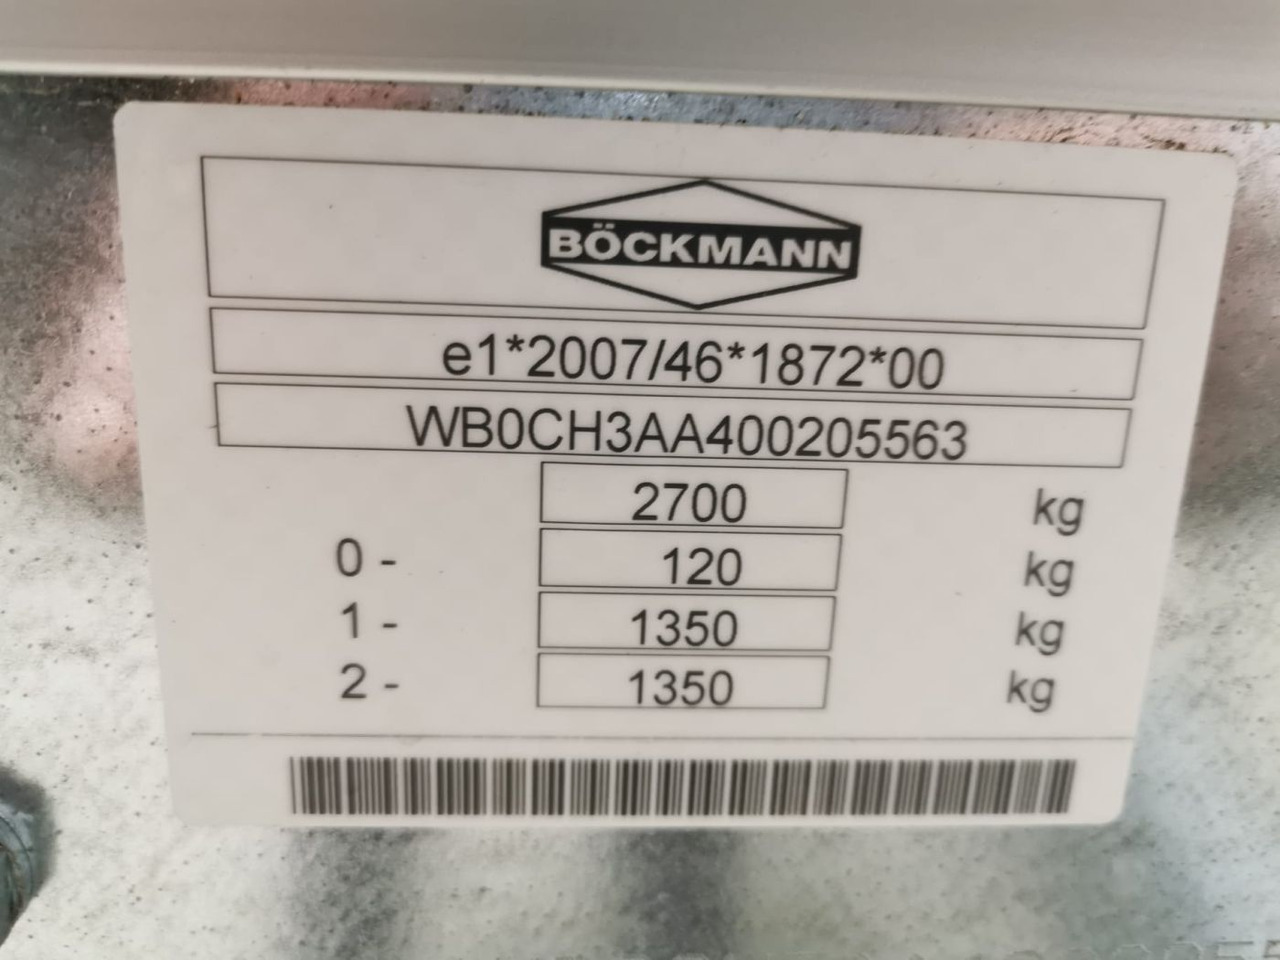 BÖCKMANN
e1*2007/46*1872*00
WB0CH3AA400205563
2700 kg
0 - 120 kg
1 - 1350 kg
2 - 1350 kg